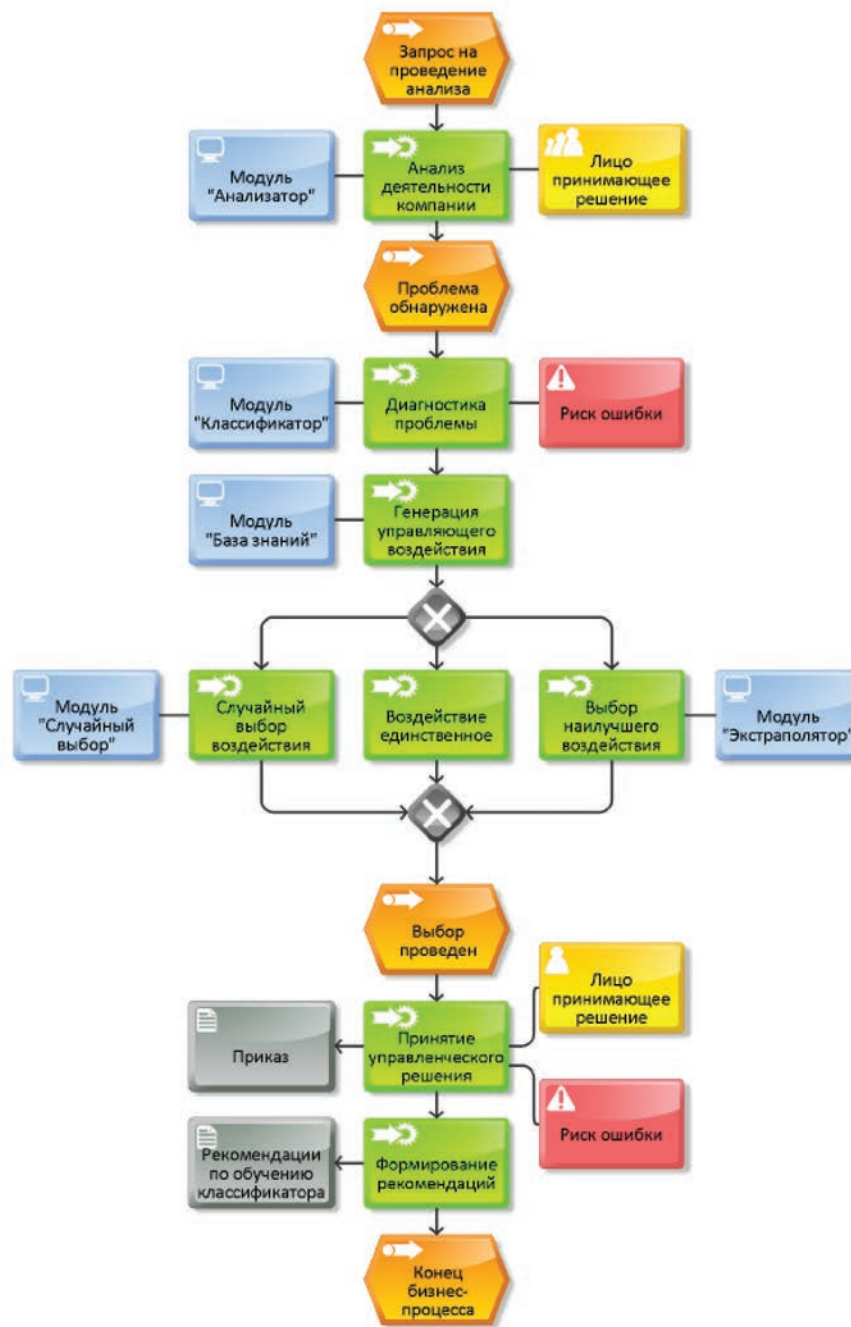 Запрос на
проведение
анализа
Модуль
"Анализатор"
Анализ
деятельности
компании
Лицо
принимающее
решение
Проблема
обнаружена
Модуль
"Классификатор"
Диагностика
проблемы
Риск ошибки
Модуль
"База знаний"
Генерация
управляющего
воздействия
Модуль
"Случайный
выбор"
Случайный
выбор
воздействия
Воздействие
единственное
Выбор
наилучшего
воздействия
Модуль
"Экстраполятор"
Выбор
проведен
Приказ
Принятие
управленческого
решения
Лицо
принимающее
решение
Риск ошибки
Рекомендации
по обучению
классификатора
Формирование
рекомендаций
Конец
бизнес-
процесса